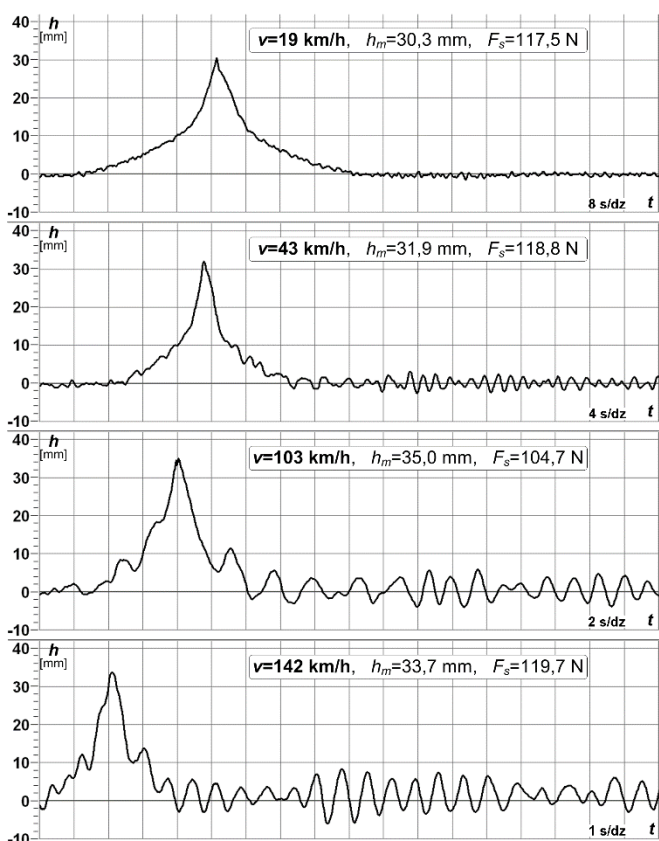 40
h
[mm]
v=19 km/h, hm=30,3 mm, Fs=117,5 N
30
20
10
0
-10
8 s/dz t
40
h
[mm]
v=43 km/h, hm=31,9 mm, Fs=118,8 N
30
20
10
0
-10
4 s/dz t
40
h
[mm]
v=103 km/h, hm=35,0 mm, Fs=104,7 N
30
20
10
0
-10
2 s/dz t
40
h
[mm]
v=142 km/h, hm=33,7 mm, Fs=119,7 N
30
20
10
0
-10
1 s/dz t